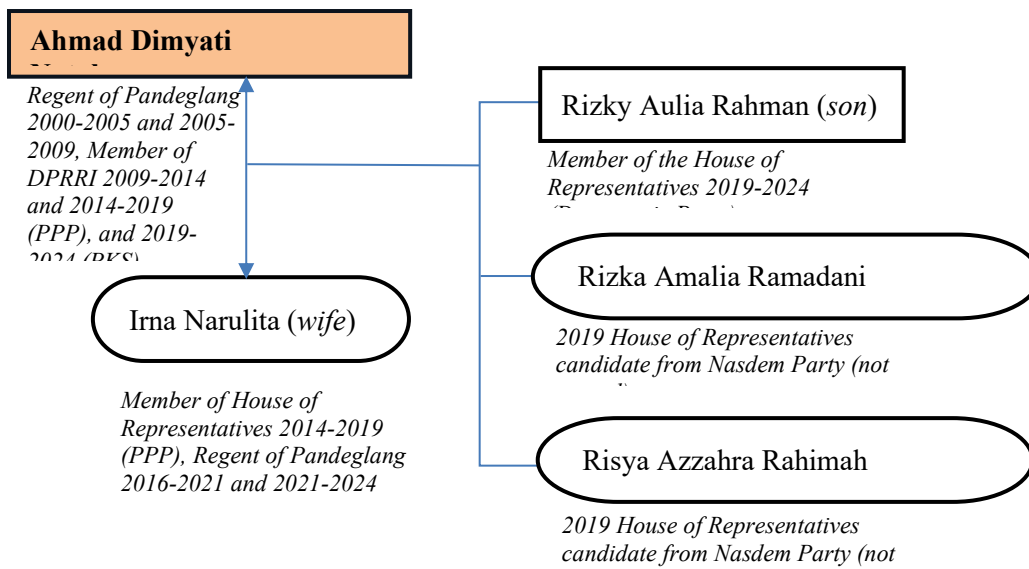 Ahmad Dimyati
Regent of Pandeglang
2000-2005 and 2005-
2009, Member of
DPRRI 2009-2014
and 2014-2019
(PPP), and 2019-
2024 (PKS)
Irna Narulita (wife)
Member of House of
Representatives 2014-2019
(PPP), Regent of Pandeglang
2016-2021 and 2021-2024
Rizky Aulia Rahman (son)
Member of the House of
Representatives 2019-2024
Rizka Amalia Ramadani
2019 House of Representatives
candidate from Nasdem Party (not
Risya Azzahra Rahimah
2019 House of Representatives
candidate from Nasdem Party (not